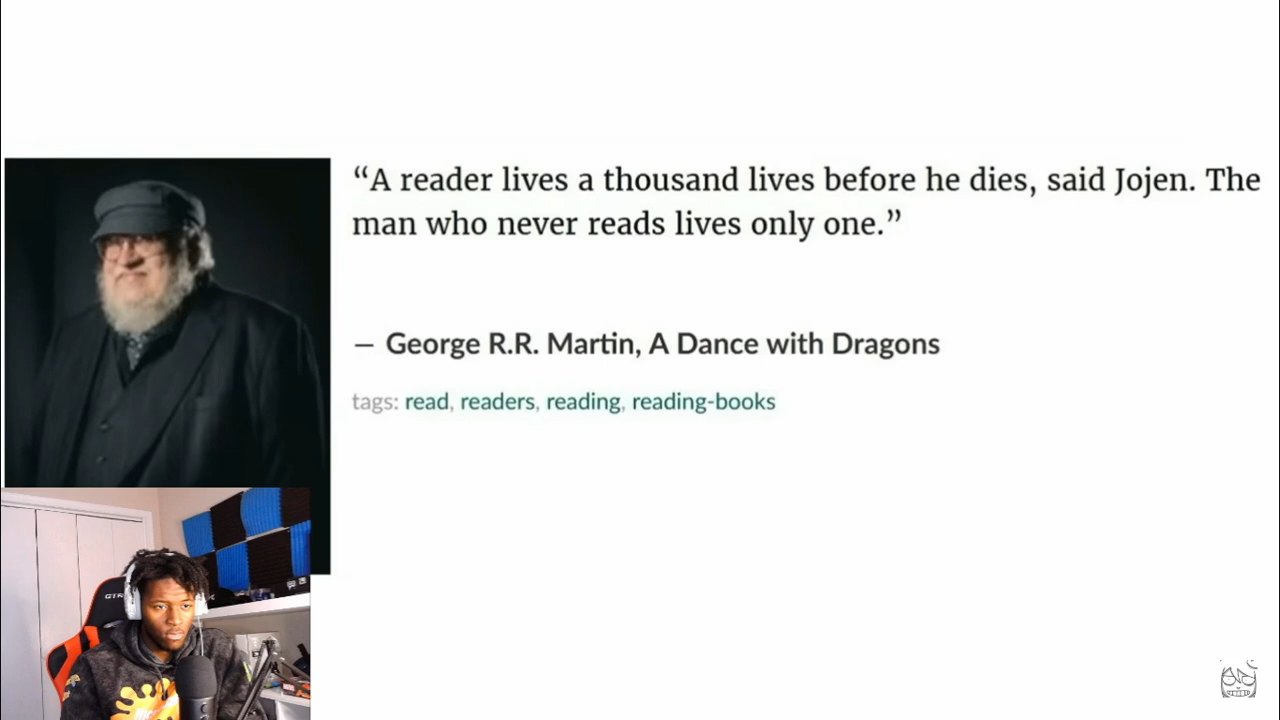 “A reader lives a thousand lives before he dies, said Jojen. The
man who never reads lives only one.”
— George R.R. Martin, A Dance with Dragons
tags: read, readers, reading, reading-books